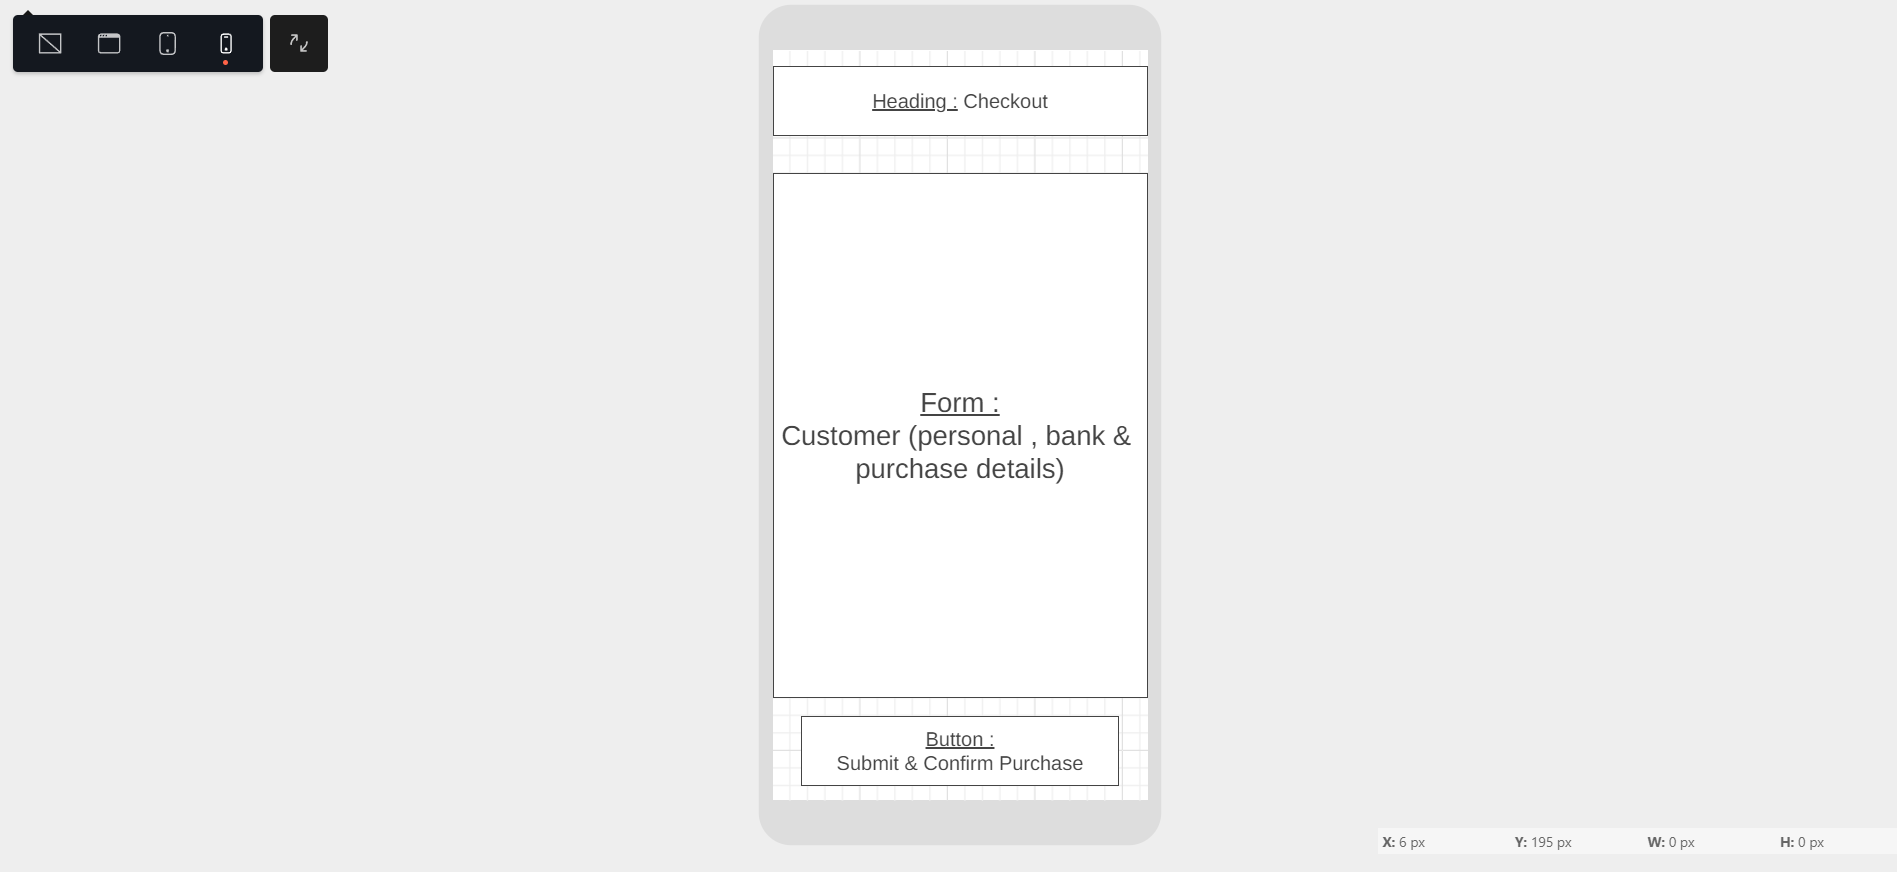 Heading : Checkout
Form :
Customer (personal , bank &
purchase details)
Button :
Submit & Confirm Purchase
X: 6 px Y: 195 px W: 0 px H: 0 px